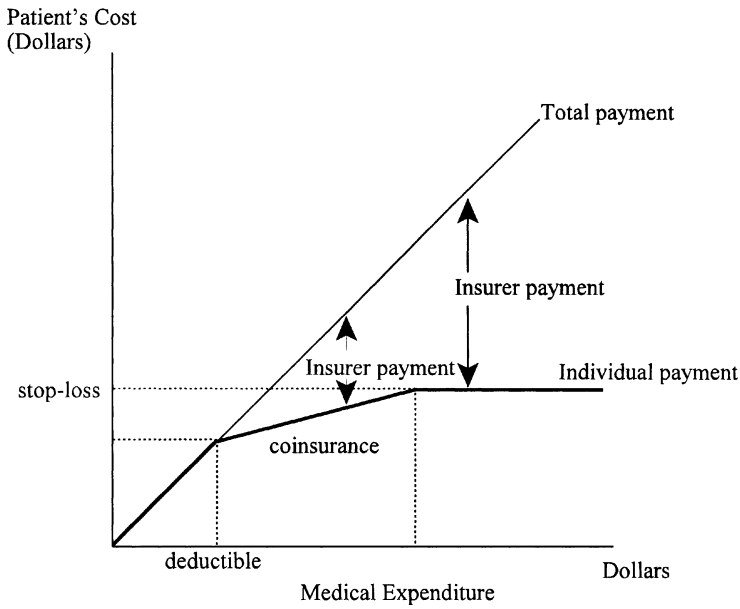 Patient's Cost
(Dollars)
Total payment
Insurer payment
Insurer payment
Individual payment
stop-loss
coinsurance
deductible
Dollars
Medical Expenditure